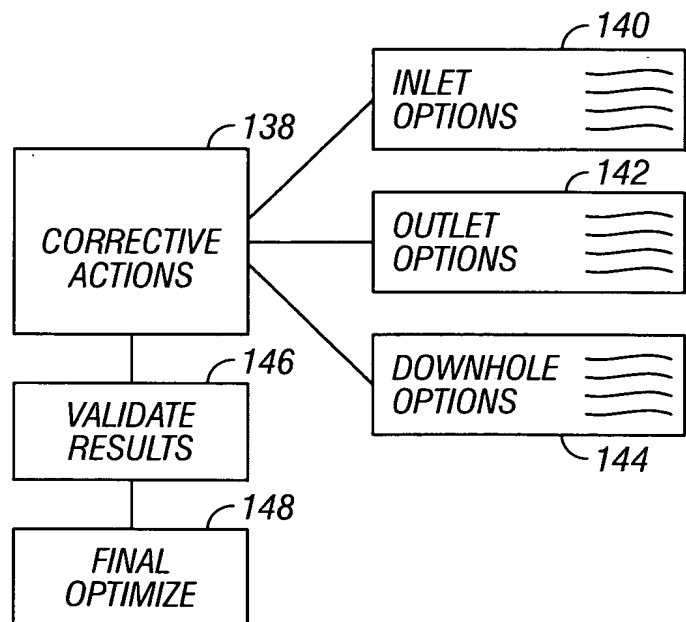 140
INLET
OPTIONS
138
CORRECTIVE
ACTIONS
142
OUTLET
OPTIONS
DOWNHOLE
OPTIONS
144
146
VALIDATE
RESULTS
148
FINAL
OPTIMIZE